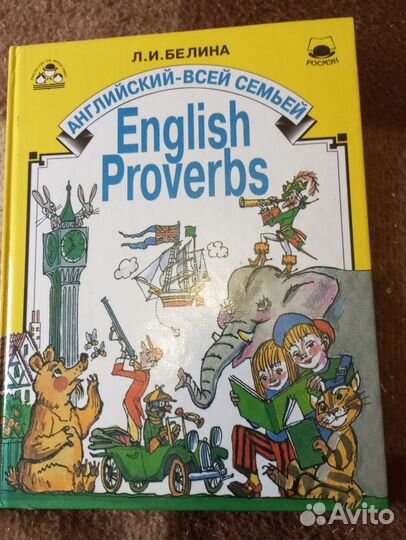 Л.И.БЕЛИНА
РОСМЭН
АНГЛИЙСКИЙ-ВСЕЙ СЕМЬЕЙ
English
Proverbs
Avito